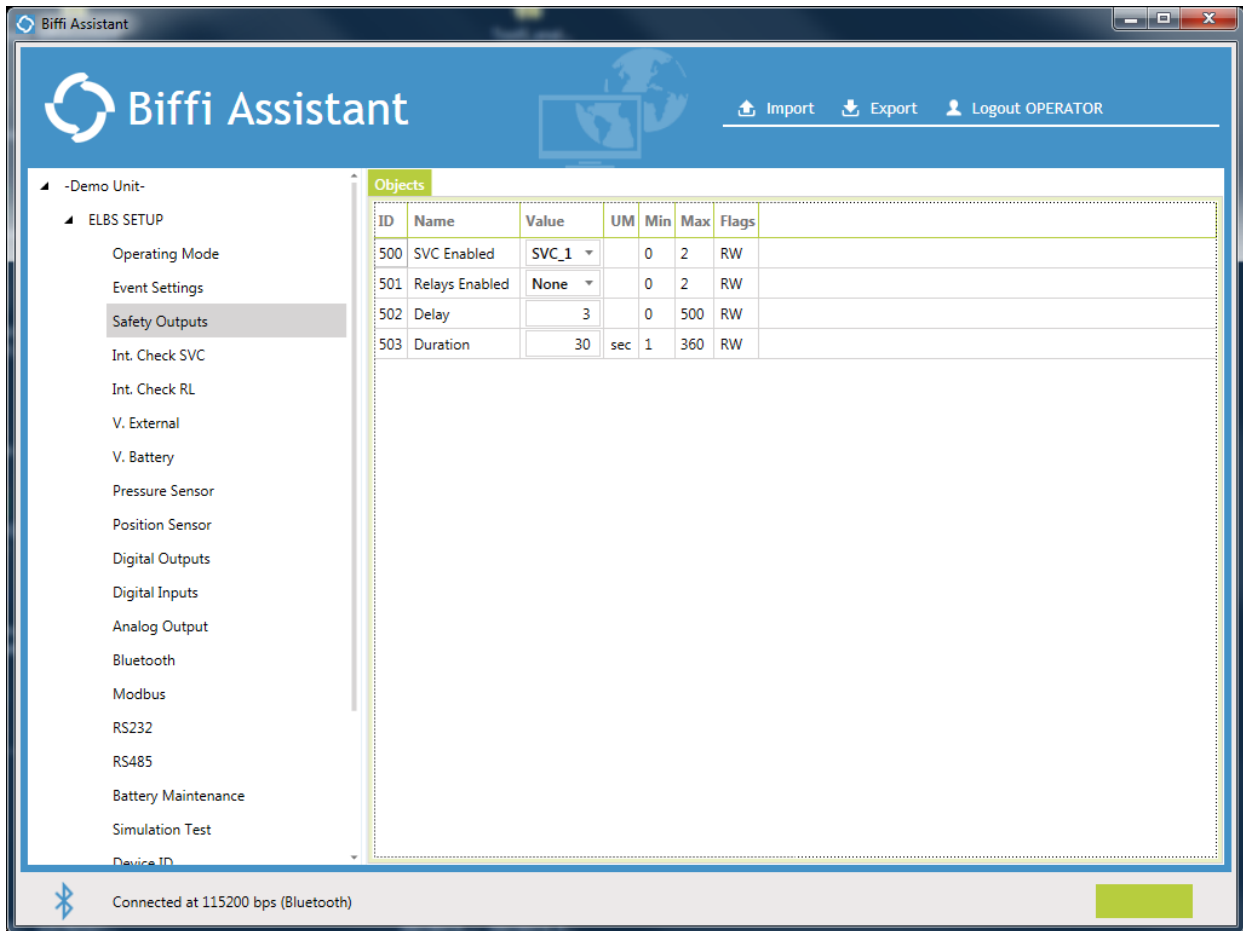 Biffi Assistant
Biffi Assistant
Import Export Logout OPERATOR
-Demo Unit-
ELBS SETUP
Operating Mode
Event Settings
Safety Outputs
Int. Check SVC
Int. Check RL
V. External
V. Battery
Pressure Sensor
Position Sensor
Digital Outputs
Digital Inputs
Analog Output
Bluetooth
Modbus
RS232
RS485
Battery Maintenance
Simulation Test
Device ID
Objects
ID Name Value UM Min Max Flags
500 SVC Enabled SVC_1 0 2 RW
501 Relays Enabled None 0 2 RW
502 Delay 3 0 500 RW
503 Duration 30 sec 1 360 RW
Connected at 115200 bps (Bluetooth)